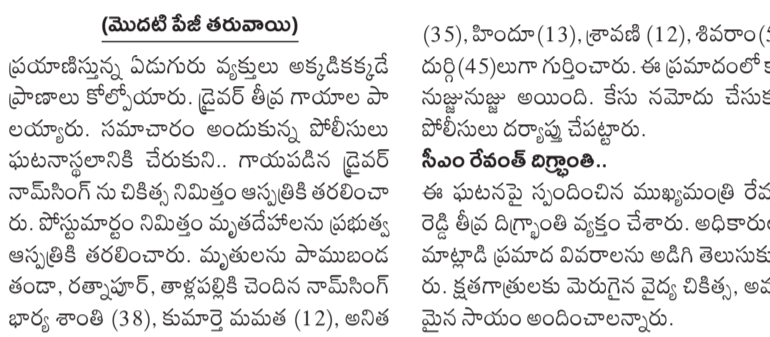 (మొదటి పేజీ తరువాయి)
ప్రయాణిస్తున్న ఏడుగురు వ్యక్తులు అక్కడికక్కడే
ప్రాణాలు కోల్పోయారు. డ్రైవర్ తీవ్ర గాయాల పా
లయ్యారు. సమాచారం అందుకున్న పోలీసులు
ఘటనాస్థలానికి చేరుకుని.. గాయపడిన డ్రైవర్
నామ్‌సింగ్ ను చికిత్స నిమిత్తం ఆస్పత్రికి తరలించా
రు. పోస్టుమార్టం నిమిత్తం మృతదేహాలను ప్రభుత్వ
ఆస్పత్రికి తరలించారు. మృతులను పాముబండ
తండా, రత్నాపూర్, తాళ్లపల్లికి చెందిన నామ్‌సింగ్
భార్య శాంతి (38), కుమార్తె మమత (12), అనిత
(35), హిందూ(13), శ్రావణి (12), శివరాం(
దుర్గి(45)లుగా గుర్తించారు. ఈ ప్రమాదంలో
నుజ్జునుజ్జు అయింది. కేసు నమోదు
పోలీసులు దర్యాప్తు చేపట్టారు.
సీఎం రేవంత్ దిగ్భ్రాంతి..
ఈ ఘటనపై స్పందించిన ముఖ్యమంత్రి
రెడ్డి తీవ్ర దిగ్భ్రాంతి వ్యక్తం చేశారు.
మాట్లాడి ప్రమాద వివరాలను అడిగి
రు. క్షతగాత్రులకు మెరుగైన వైద్య చికిత్స,
మైన సాయం అందించాలన్నారు.